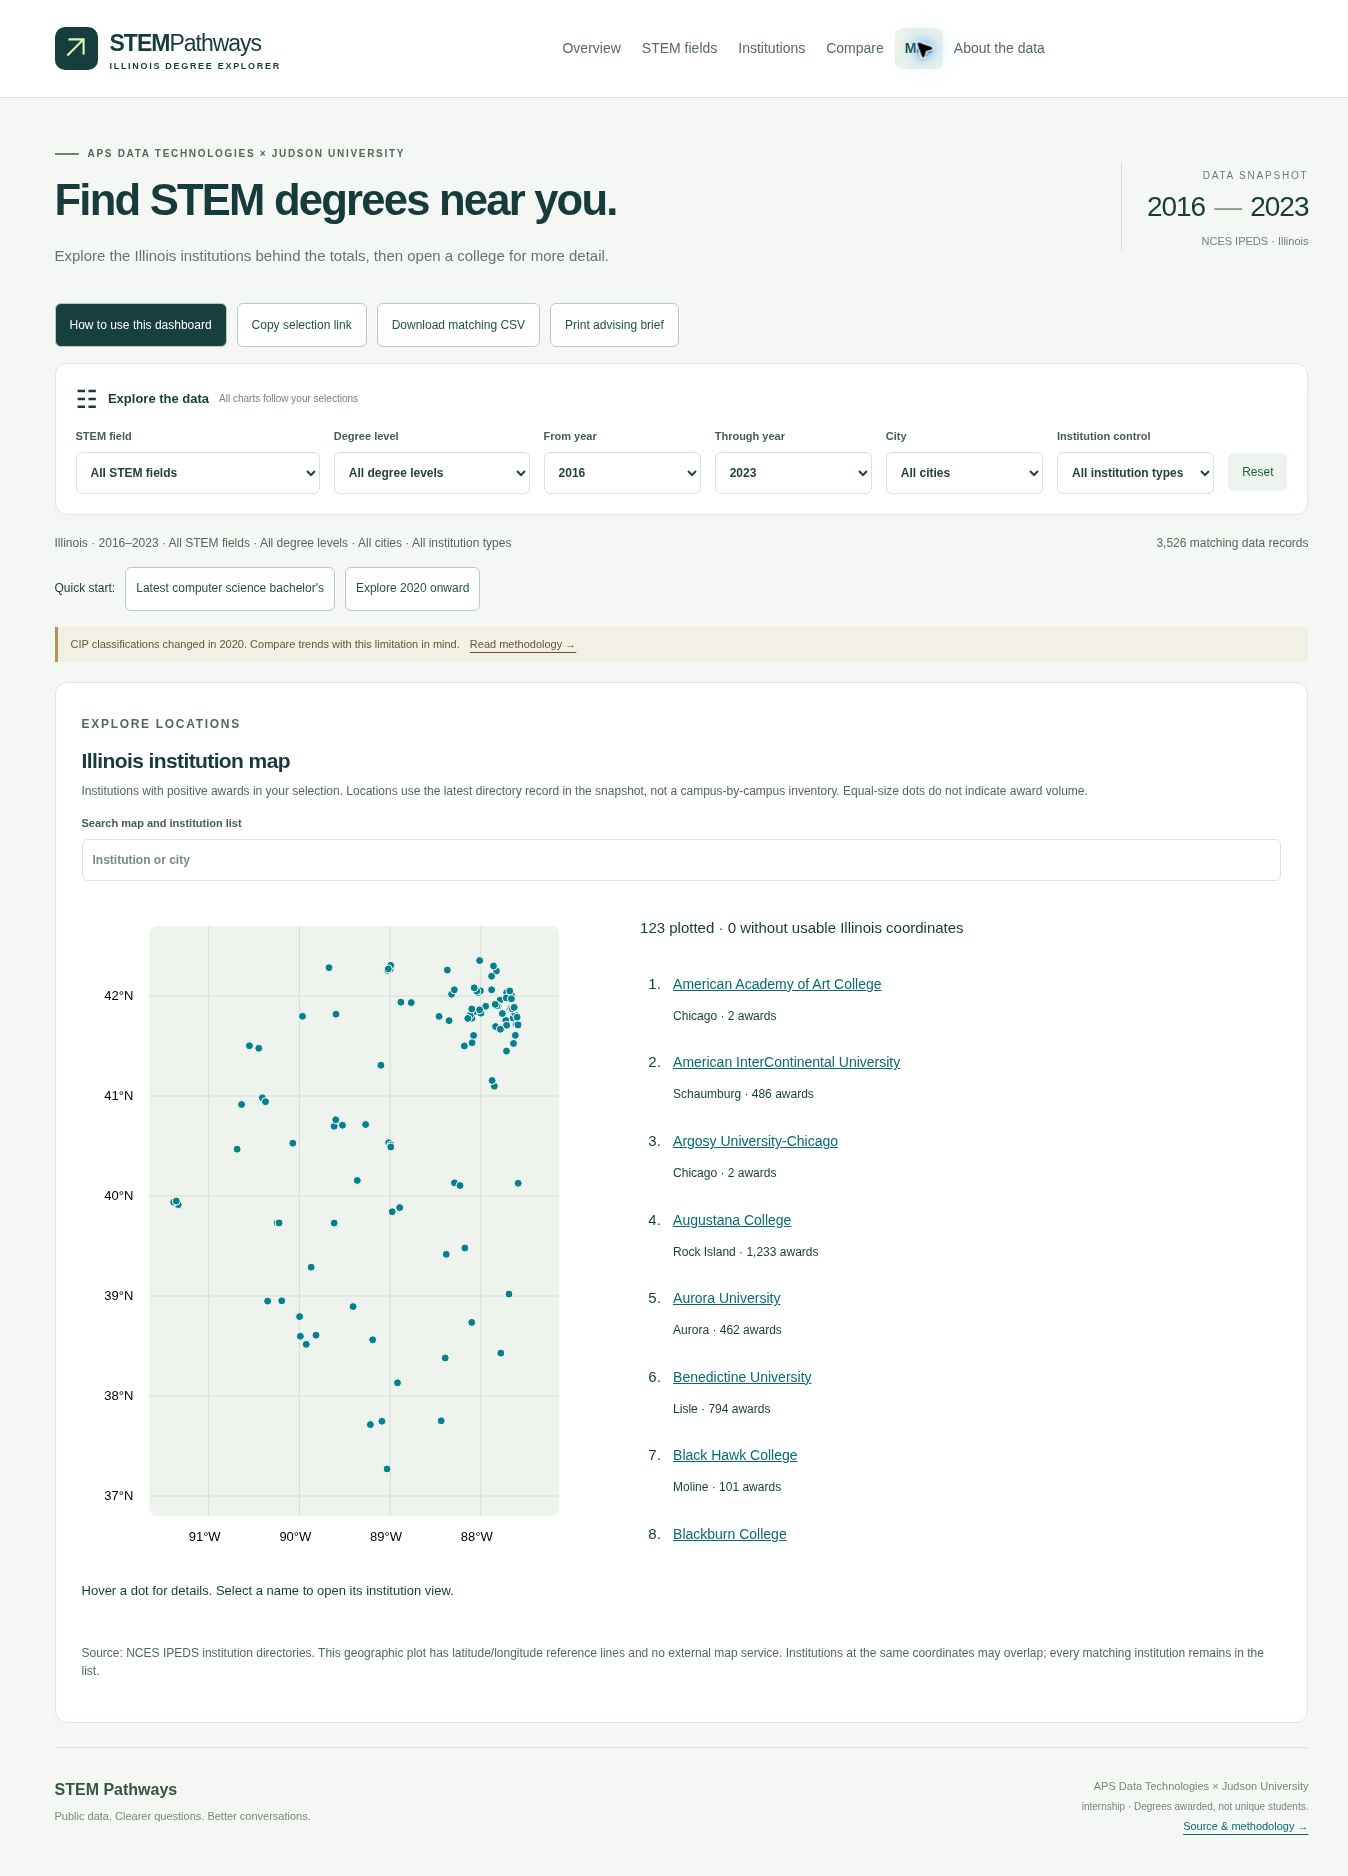 STEMPathways
ILLINOIS DEGREE EXPLORER
Overview
STEM fields
Institutions
Compare
About the data
APS DATA TECHNOLOGIES × JUDSON UNIVERSITY
Find STEM degrees near you.
Explore the Illinois institutions behind the totals, then open a college for more detail.
DATA SNAPSHOT
2016 — 2023
NCES IPEDS · Illinois
How to use this dashboard
Copy selection link
Download matching CSV
Print advising brief
Explore the data
All charts follow your selections
STEM field
Degree level
From year
Through year
City
Institution control
All STEM fields
All degree levels
2016
2023
All cities
All institution types
Reset
Illinois · 2016–2023 · All STEM fields · All degree levels · All cities · All institution types
3,526 matching data records
Quick start:
Latest computer science bachelor's
Explore 2020 onward
CIP classifications changed in 2020. Compare trends with this limitation in mind. Read methodology →
EXPLORE LOCATIONS
Illinois institution map
Institutions with positive awards in your selection. Locations use the latest directory record in the snapshot, not a campus-by-campus inventory. Equal-size dots do not indicate award volume.
Search map and institution list
Institution or city
42°N
41°N
40°N
39°N
38°N
37°N
91°W
90°W
89°W
88°W
123 plotted · 0 without usable Illinois coordinates
1. American Academy of Art College
Chicago · 2 awards
2. American InterContinental University
Schaumburg · 486 awards
3. Argosy University-Chicago
Chicago · 2 awards
4. Augustana College
Rock Island · 1,233 awards
5. Aurora University
Aurora · 462 awards
6. Benedictine University
Lisle · 794 awards
7. Black Hawk College
Moline · 101 awards
8. Blackburn College
Hover a dot for details. Select a name to open its institution view.
Source: NCES IPEDS institution directories. This geographic plot has latitude/longitude reference lines and no external map service. Institutions at the same coordinates may overlap; every matching institution remains in the
list.
STEM Pathways
Public data. Clearer questions. Better conversations.
APS Data Technologies × Judson University
internship · Degrees awarded, not unique students.
Source & methodology →